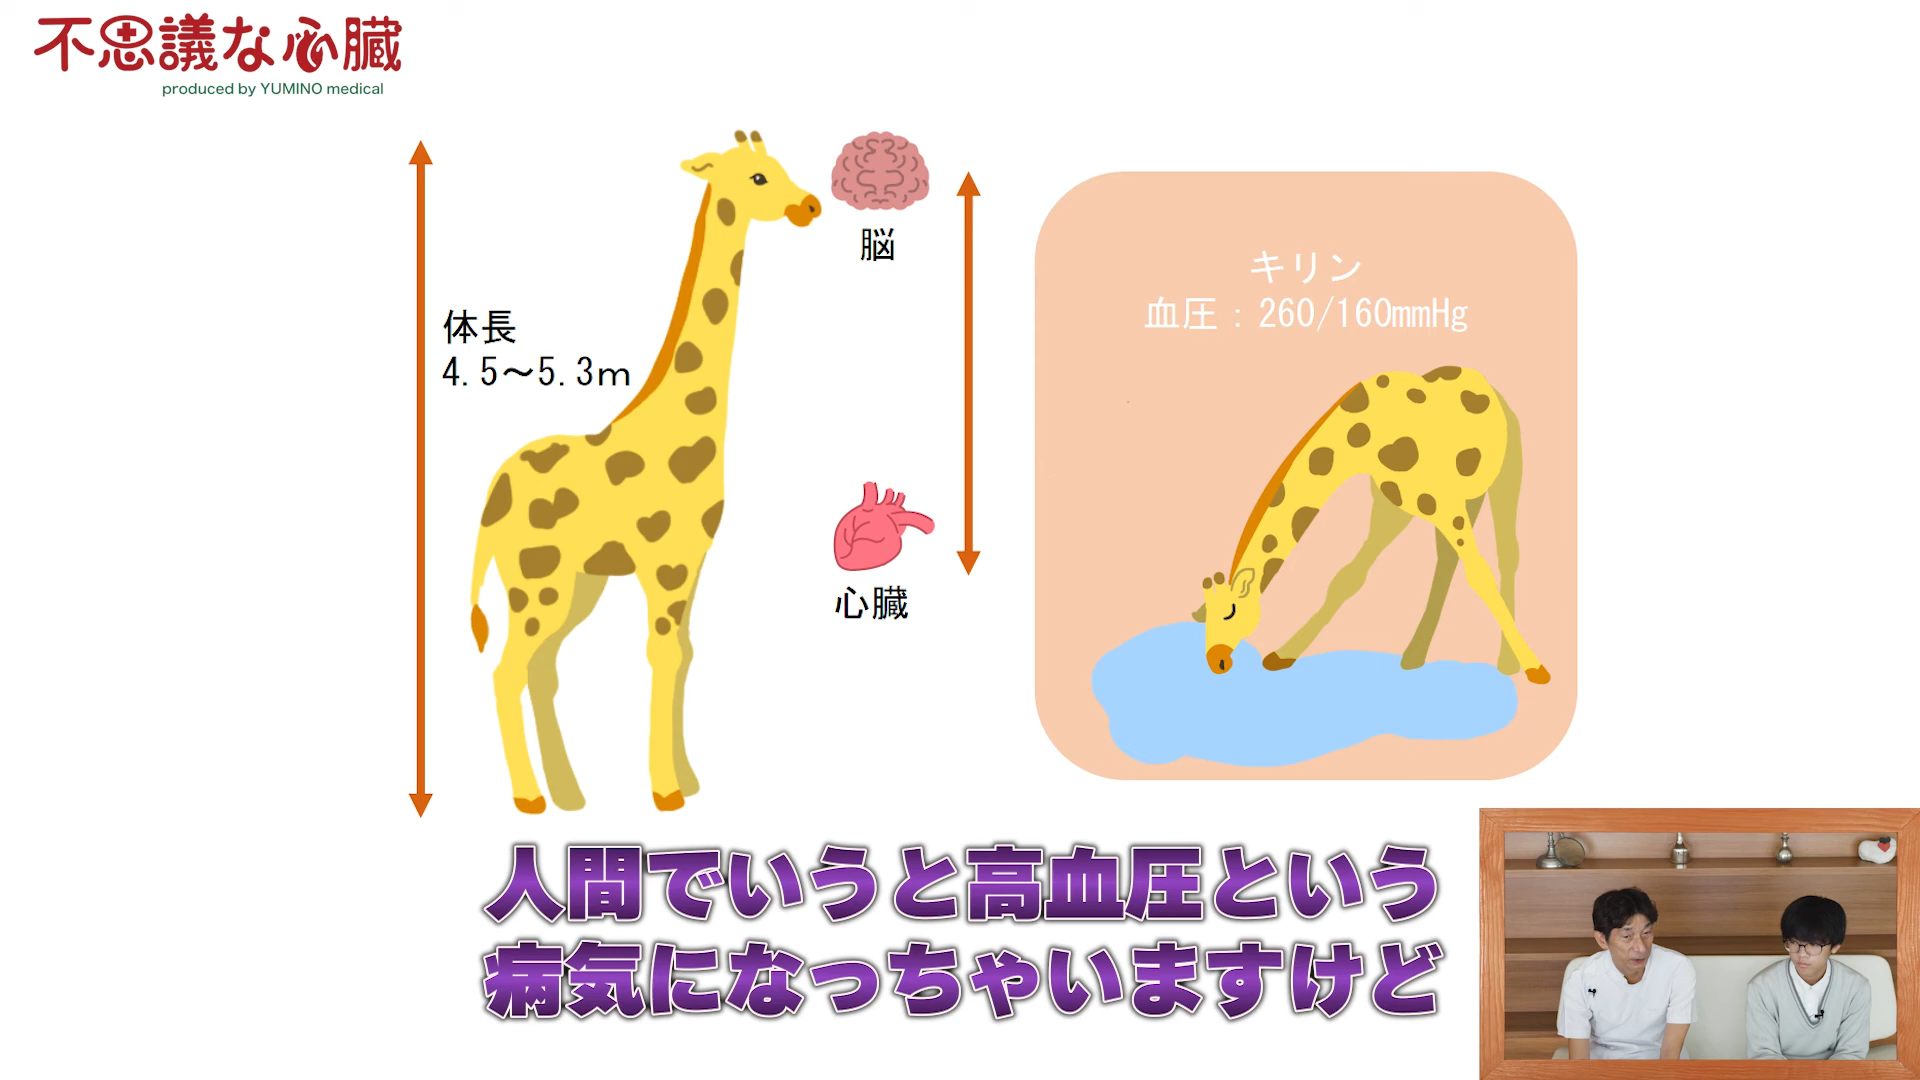 不思議な心臓
produced by YUMINO medical
脳
体長
4.5～5.3m
心臓
キリン
血圧：260/160mmHg
人間でいうと高血圧という
病気になっちゃいますけど